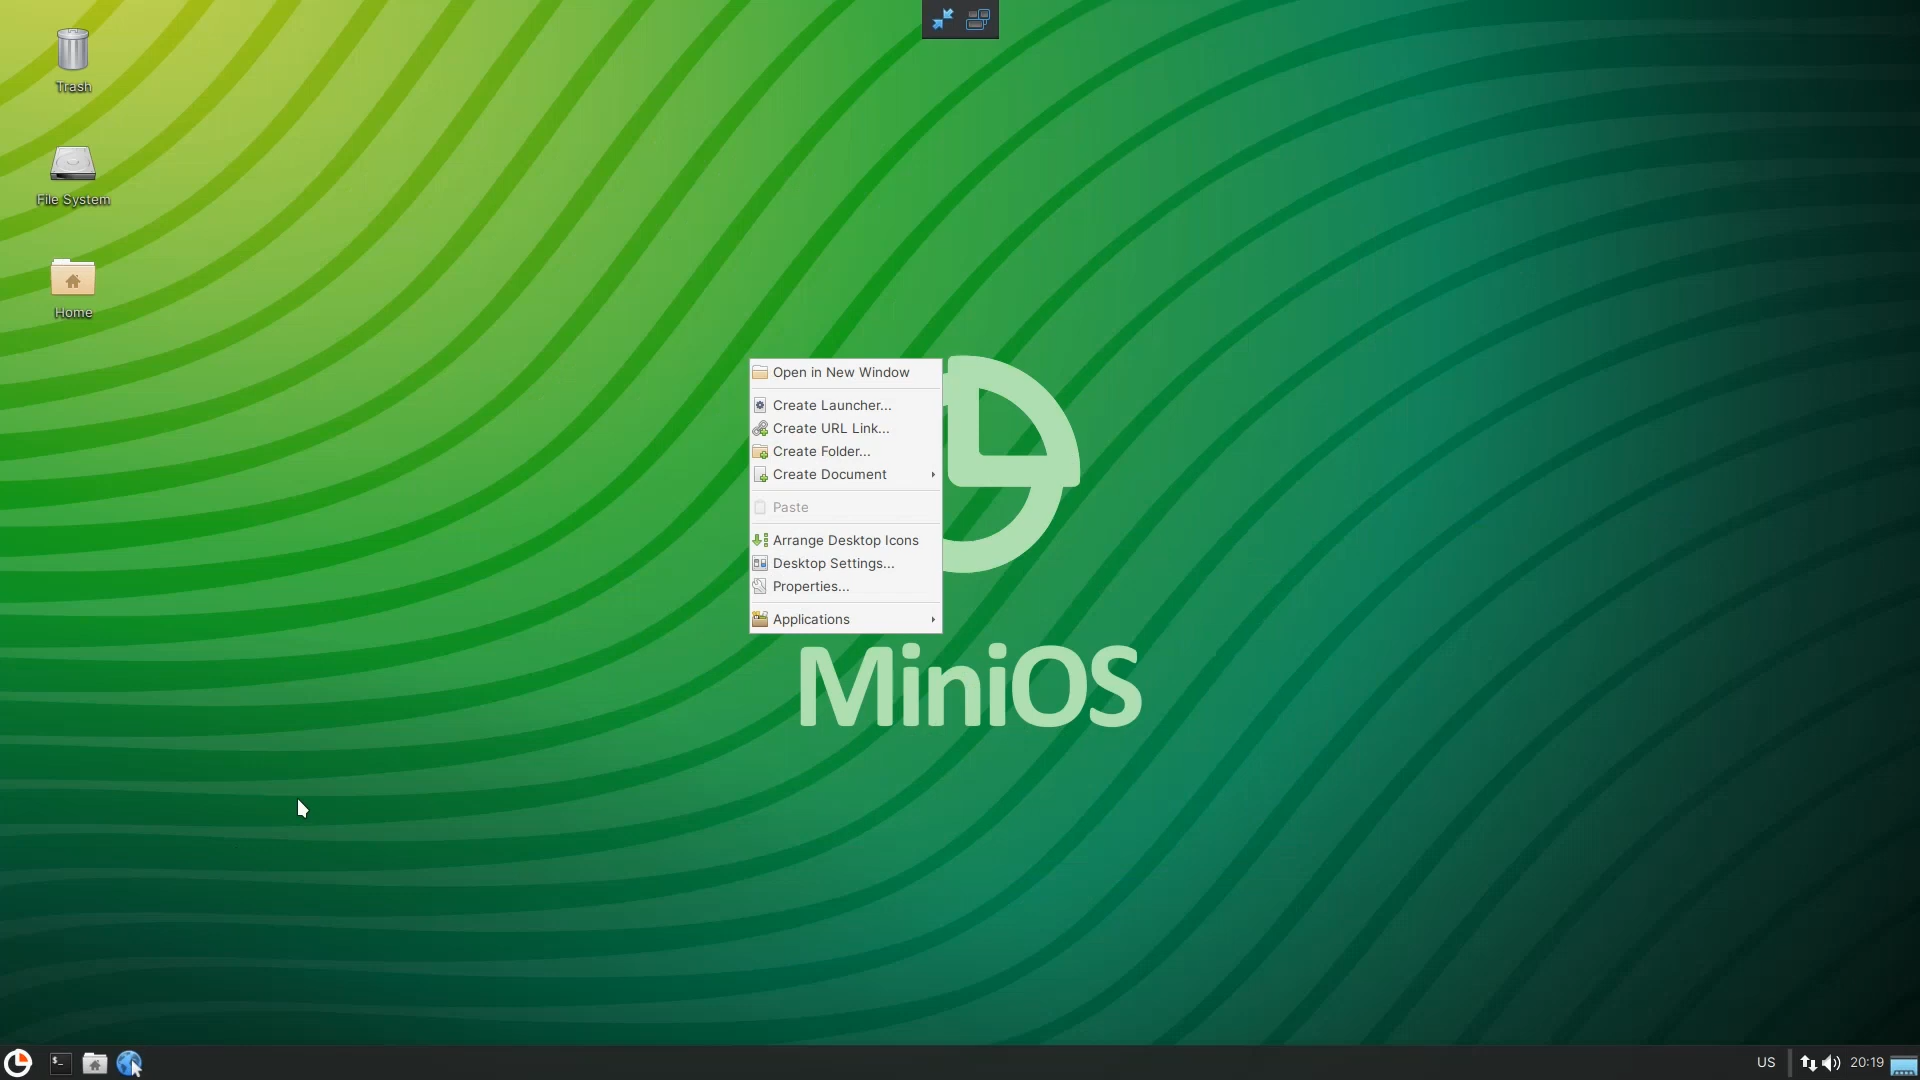 Trash
File System
Home
Open in New Window
Create Launcher...
Create URL Link...
Create Folder...
Create Document
Paste
Arrange Desktop Icons
Desktop Settings...
Properties...
Applications
MiniOS
$_
US
20:19